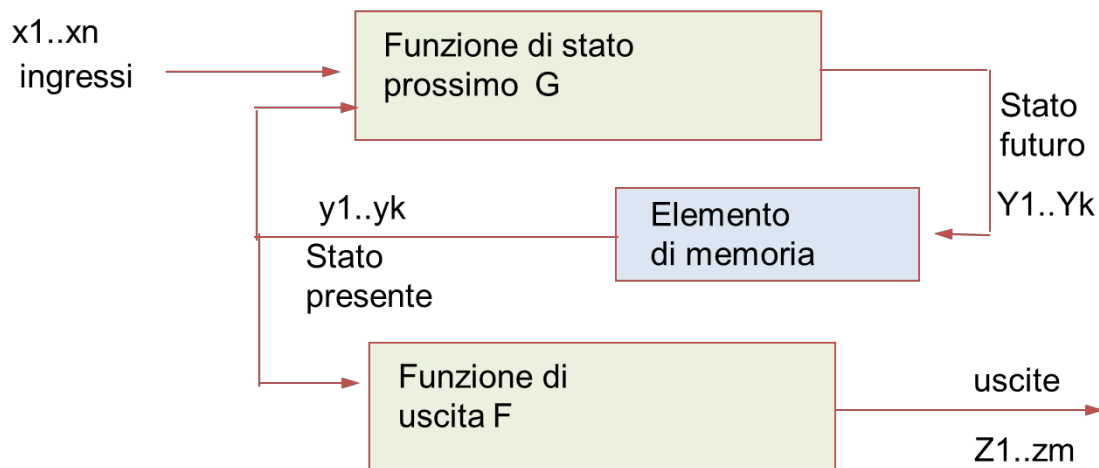 x1..xn
ingressi
Funzione di stato
prossimo G
Stato
futuro
Y1..Yk
y1..yk
Stato
presente
Elemento
di memoria
Funzione di
uscita F
uscite
Z1..zm